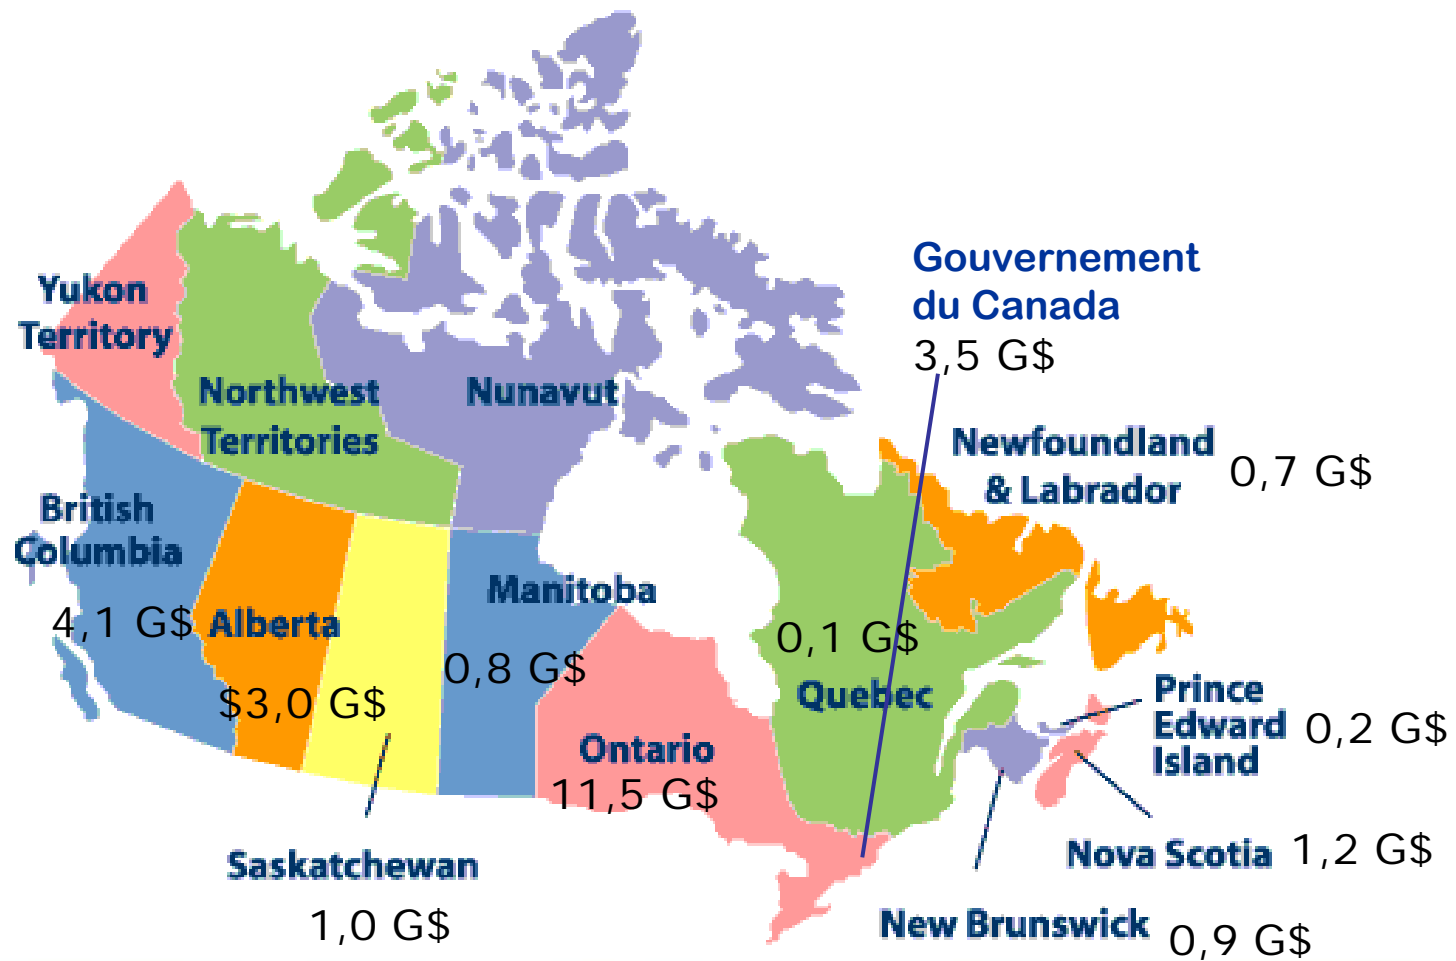 Gouvernement
du Canada
3,5 G$
Yukon
Territory
Northwest
Territories
Nunavut
Newfoundland
& Labrador
0,7 G$
British
Columbia
4,1 G$
Alberta
$3,0 G$
Manitoba
0,8 G$
0,1 G$
Quebec
Ontario
11,5 G$
Prince
Edward
Island
0,2 G$
Saskatchewan
1,0 G$
Nova Scotia
1,2 G$
New Brunswick
0,9 G$